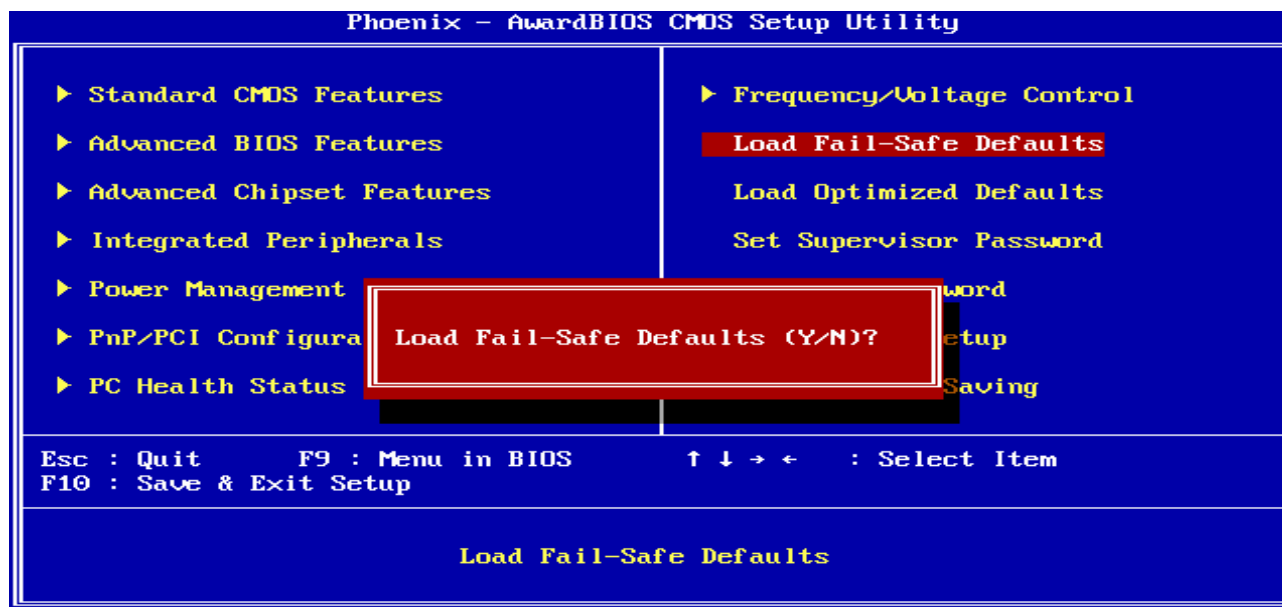 Phoenix - AwardBIOS CMOS Setup Utility
▶ Standard CMOS Features
▶ Advanced BIOS Features
▶ Advanced Chipset Features
▶ Integrated Peripherals
▶ Power Management
▶ PnP/PCI Configura
▶ PC Health Status
▶ Frequency/Voltage Control
Load Fail-Safe Defaults
Load Optimized Defaults
Set Supervisor Password
word
etup
Saving
Load Fail-Safe Defaults (Y/N)?
Esc : Quit F9 : Menu in BIOS ↑ ↓ → ← : Select Item
F10 : Save & Exit Setup
Load Fail-Safe Defaults